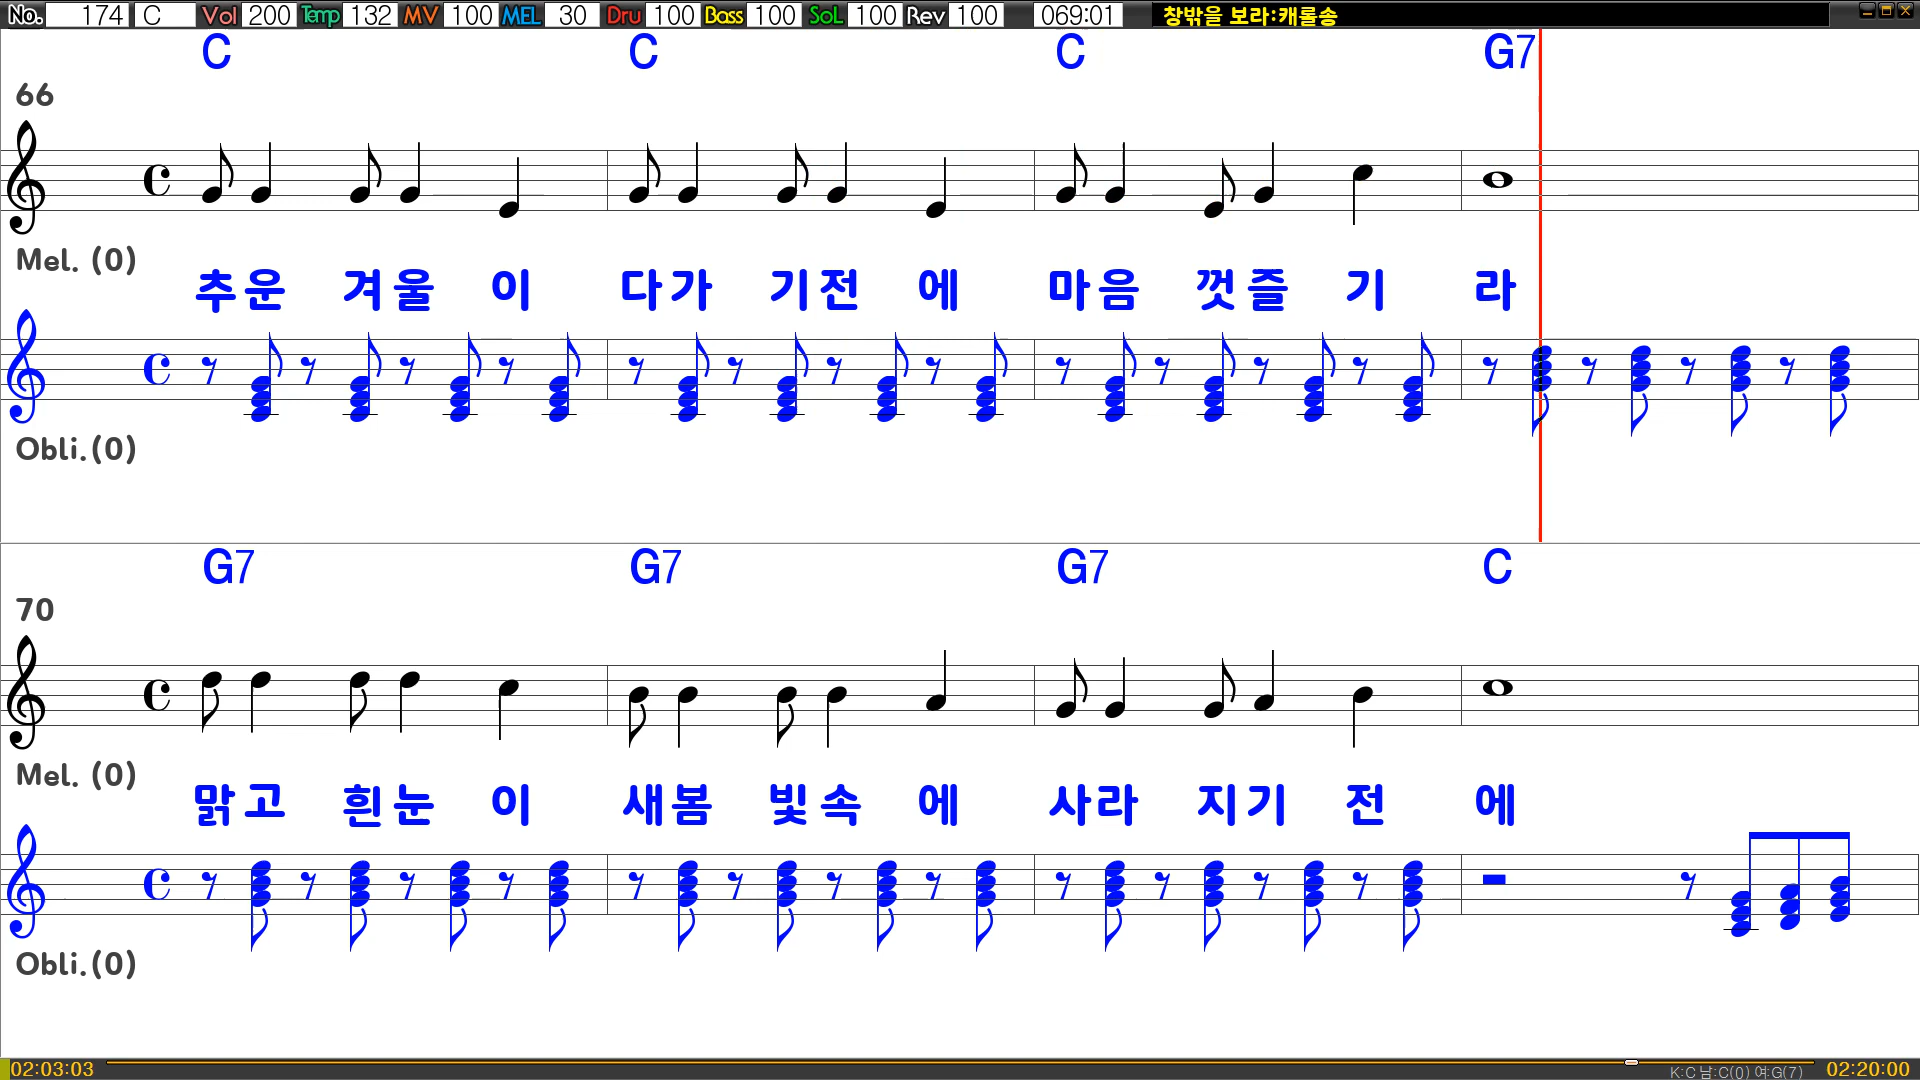 No. 174 C Vol 200 Temp 132 MV 100 MEL 30 Dru 100 Bass 100 SoL 100 Rev 100 069:01 창밖을 보라:캐롤송
C C C G7
66
Mel. (0)
추운 겨울 이 다가 기전 에 마음 껏즐 기 라
Obli.(0)
G7 G7 G7 C
70
Mel. (0)
맑고 흰눈 이 새봄 빛속 에 사라 지기 전 에
Obli.(0)
02:03:03 K:C 남:C(0) 여:G(7) 02:20:00